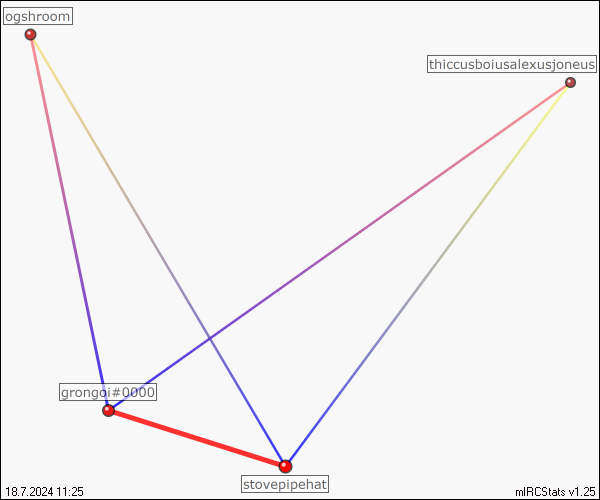 ogshroom
thiccusboiusalexusjoneus
grongoi#0000
stovepipehat
18.7.2024 11:25
mIRCStats v1.25